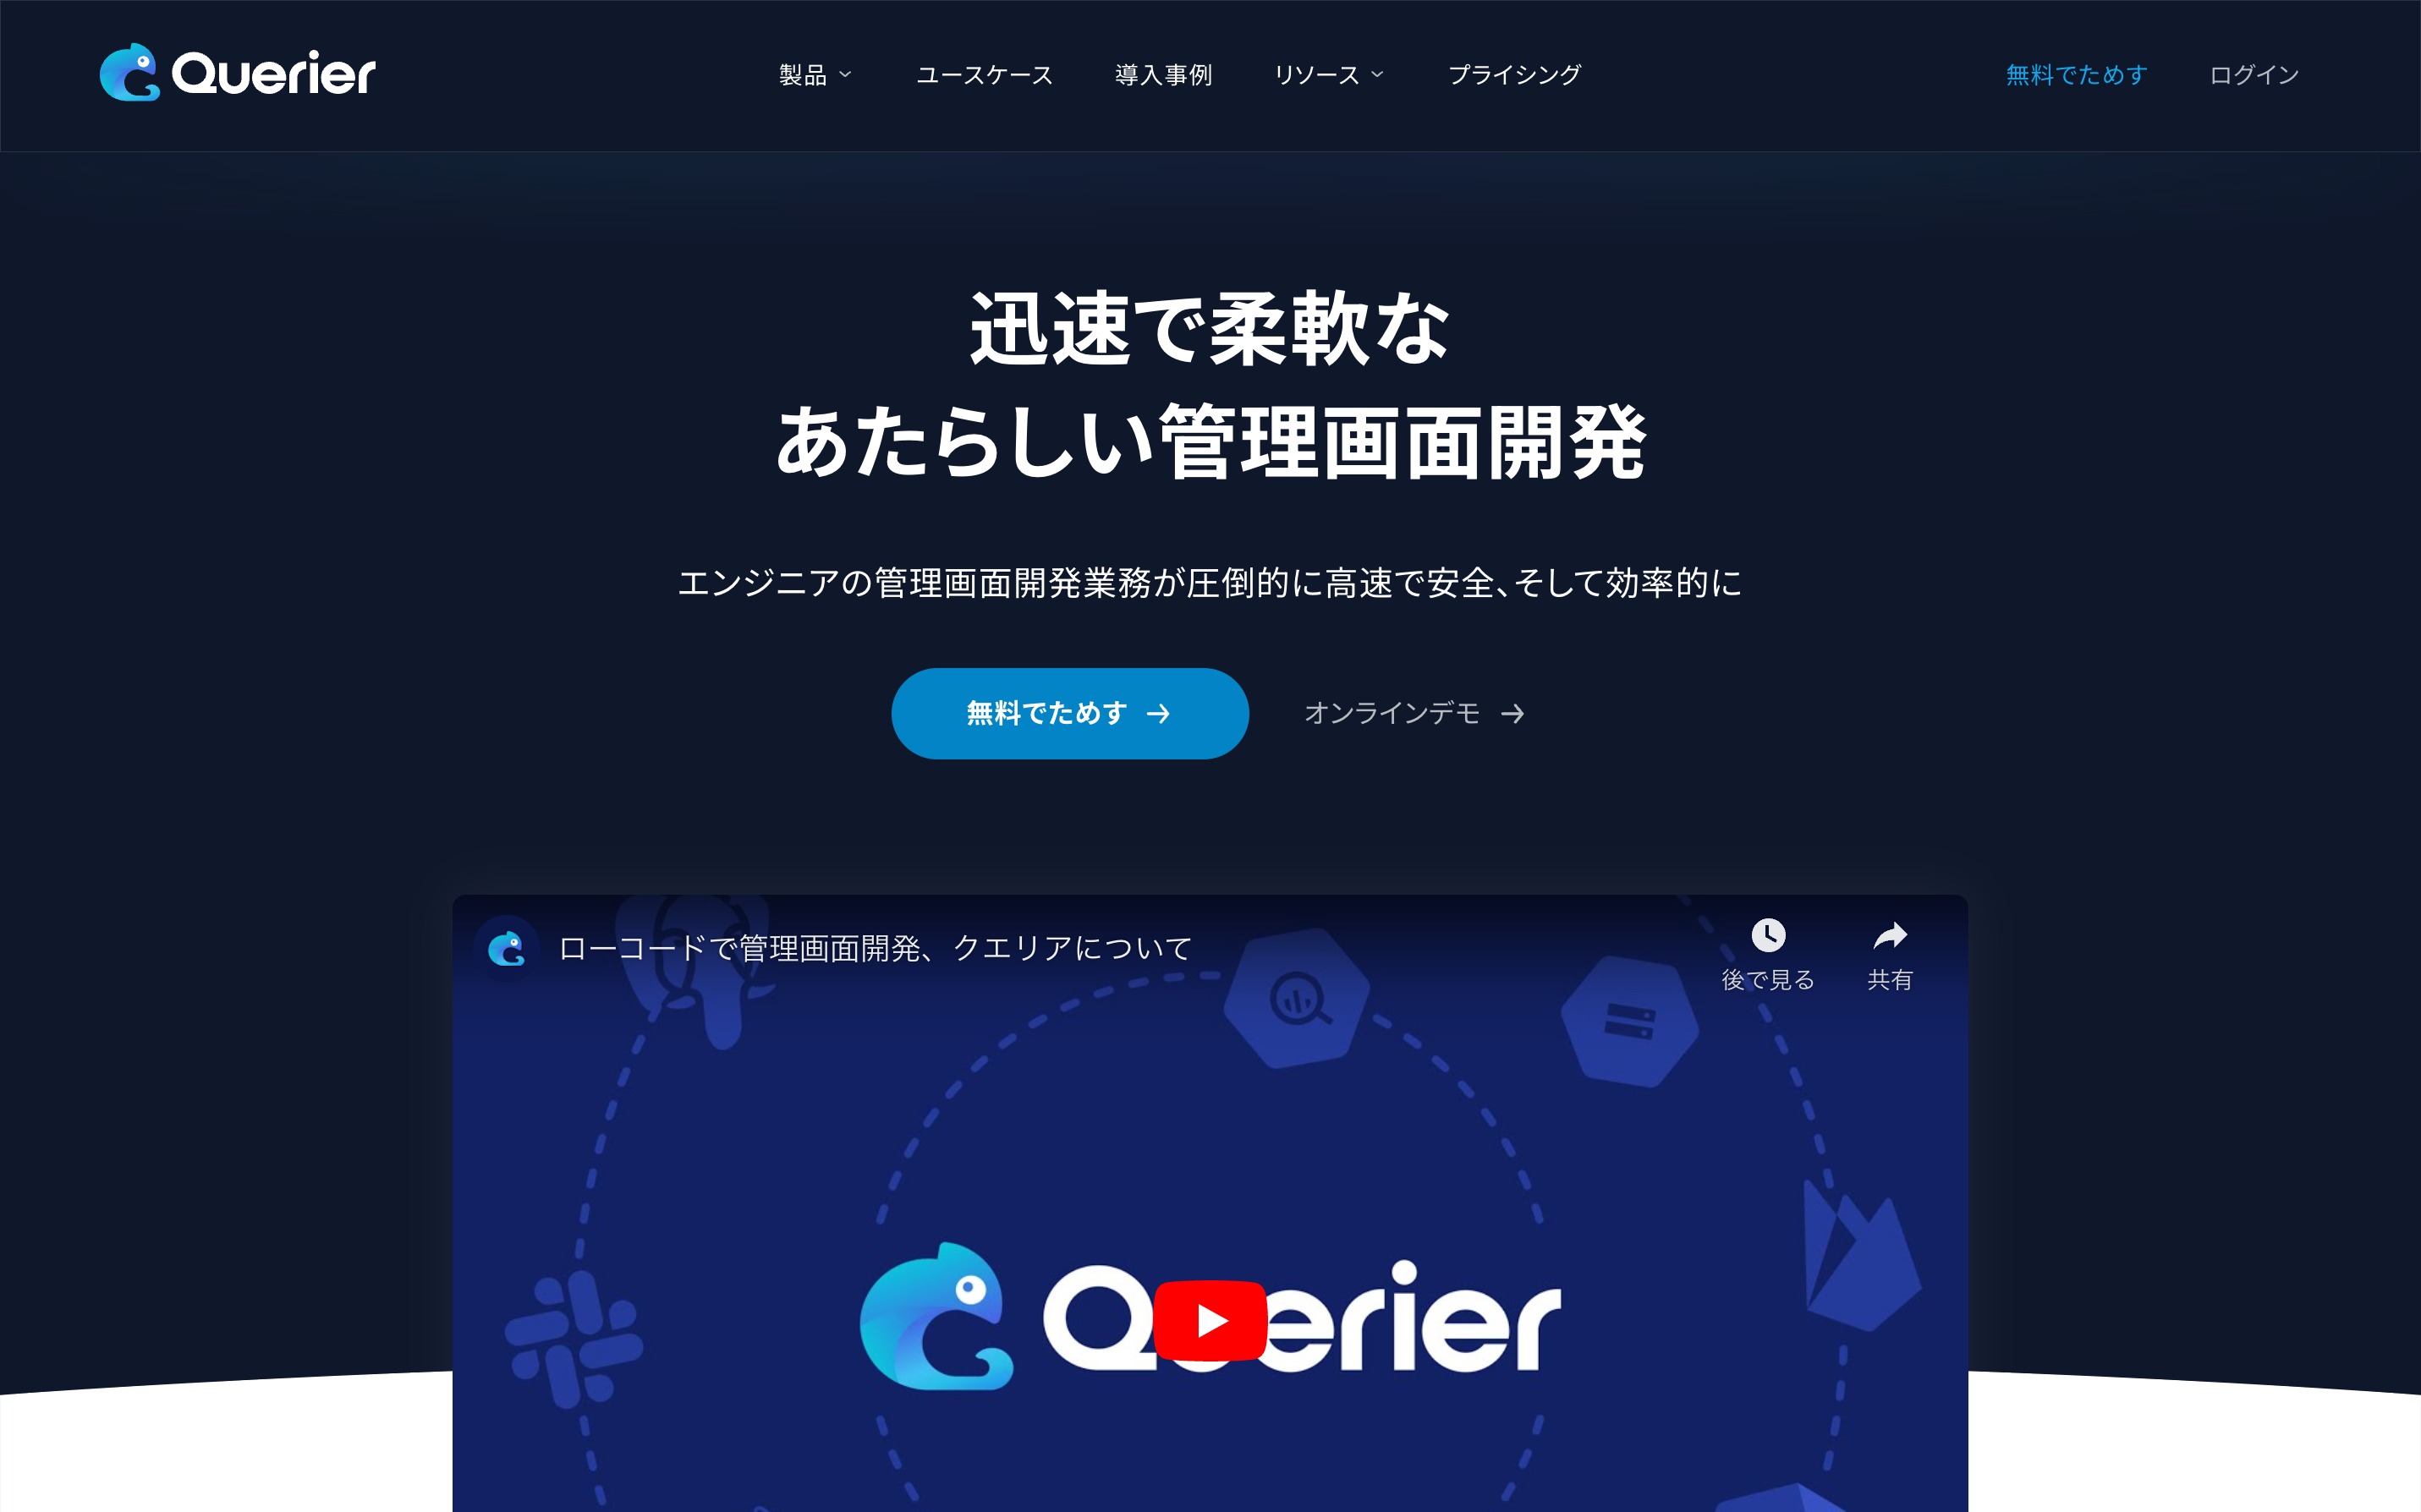 Querier
製品
ユースケース
導入事例
リソース
プライシング
無料でためす
ログイン
迅速で柔軟な
あたらしい管理画面開発
エンジニアの管理画面開発業務が圧倒的に高速で安全、そして効率的に
無料でためす →
オンラインデモ →
ローコードで管理画面開発、クエリアについて
後で見る
共有
Querier